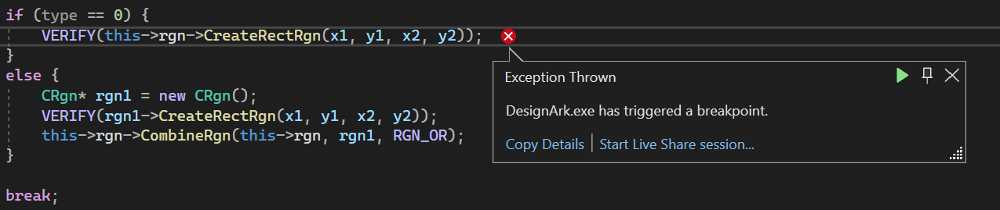 if (type == 0) {
VERIFY(this->rgn->CreateRectRgn(x1, y1, x2, y2));
}
else {
CRgn* rgn1 = new CRgn();
VERIFY(rgn1->CreateRectRgn(x1, y1, x2, y2));
this->rgn->CombineRgn(this->rgn, rgn1, RGN_OR);
}
break;
Exception Thrown
DesignArk.exe has triggered a breakpoint.
Copy Details | Start Live Share session...